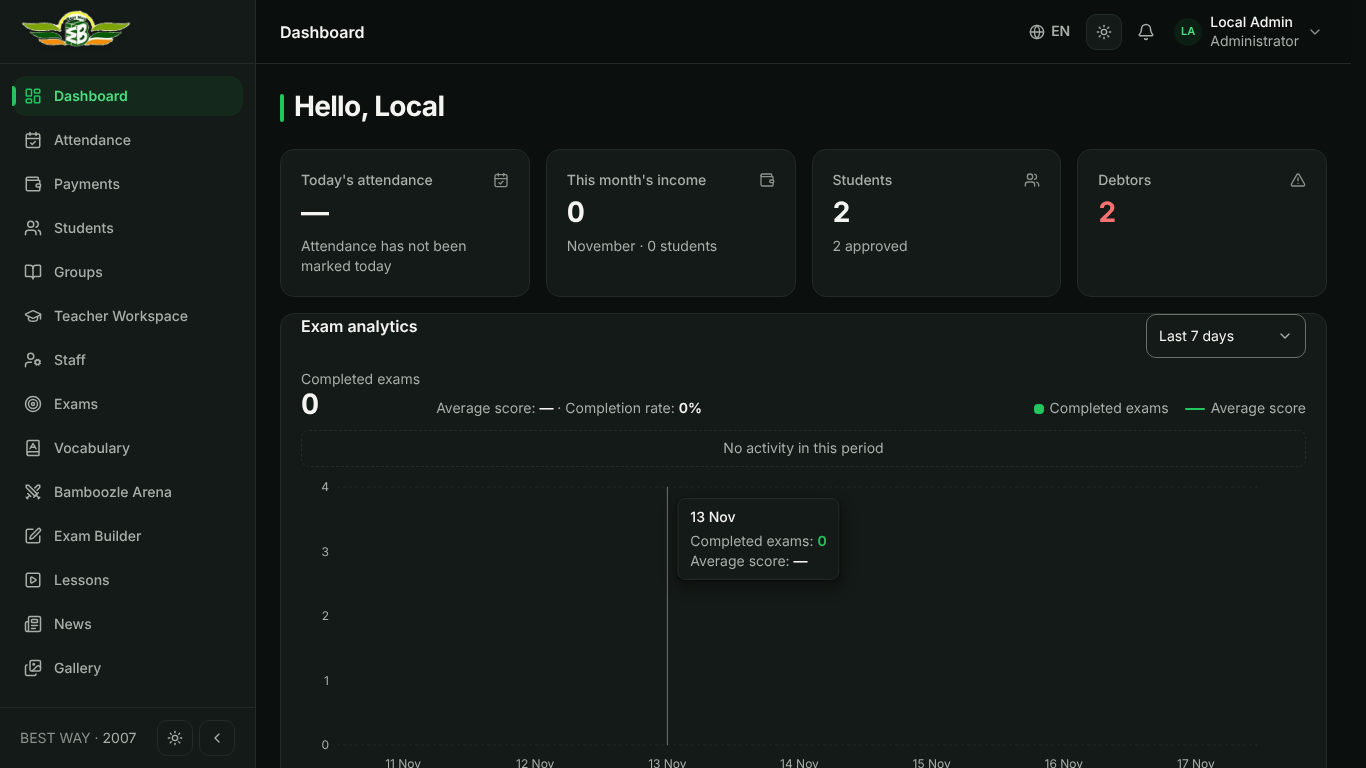 Dashboard
EN
LA
Local Admin
Administrator
Dashboard
Attendance
Payments
Students
Groups
Teacher Workspace
Staff
Exams
Vocabulary
Bamboozle Arena
Exam Builder
Lessons
News
Gallery
BEST WAY · 2007
Hello, Local
Today's attendance
—
Attendance has not been
marked today
This month's income
0
November · 0 students
Students
2
2 approved
Debtors
2
Exam analytics
Last 7 days
Completed exams
0
Average score: — · Completion rate: 0%
Completed exams
Average score
No activity in this period
4
3
2
1
0
13 Nov
Completed exams: 0
Average score: —
11 Nov
12 Nov
13 Nov
14 Nov
15 Nov
16 Nov
17 Nov